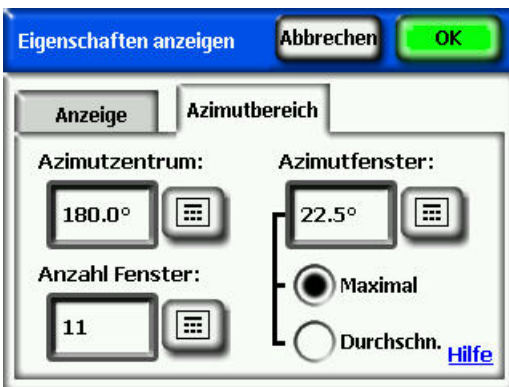 Eigenschaften anzeigen Abbrechen OK
Anzeige Azimutbereich
Azimutzentrum: Azimutfenster:
180.0° 22.5°
Anzahl Fenster: Maximal
11 Durchschn. Hilfe